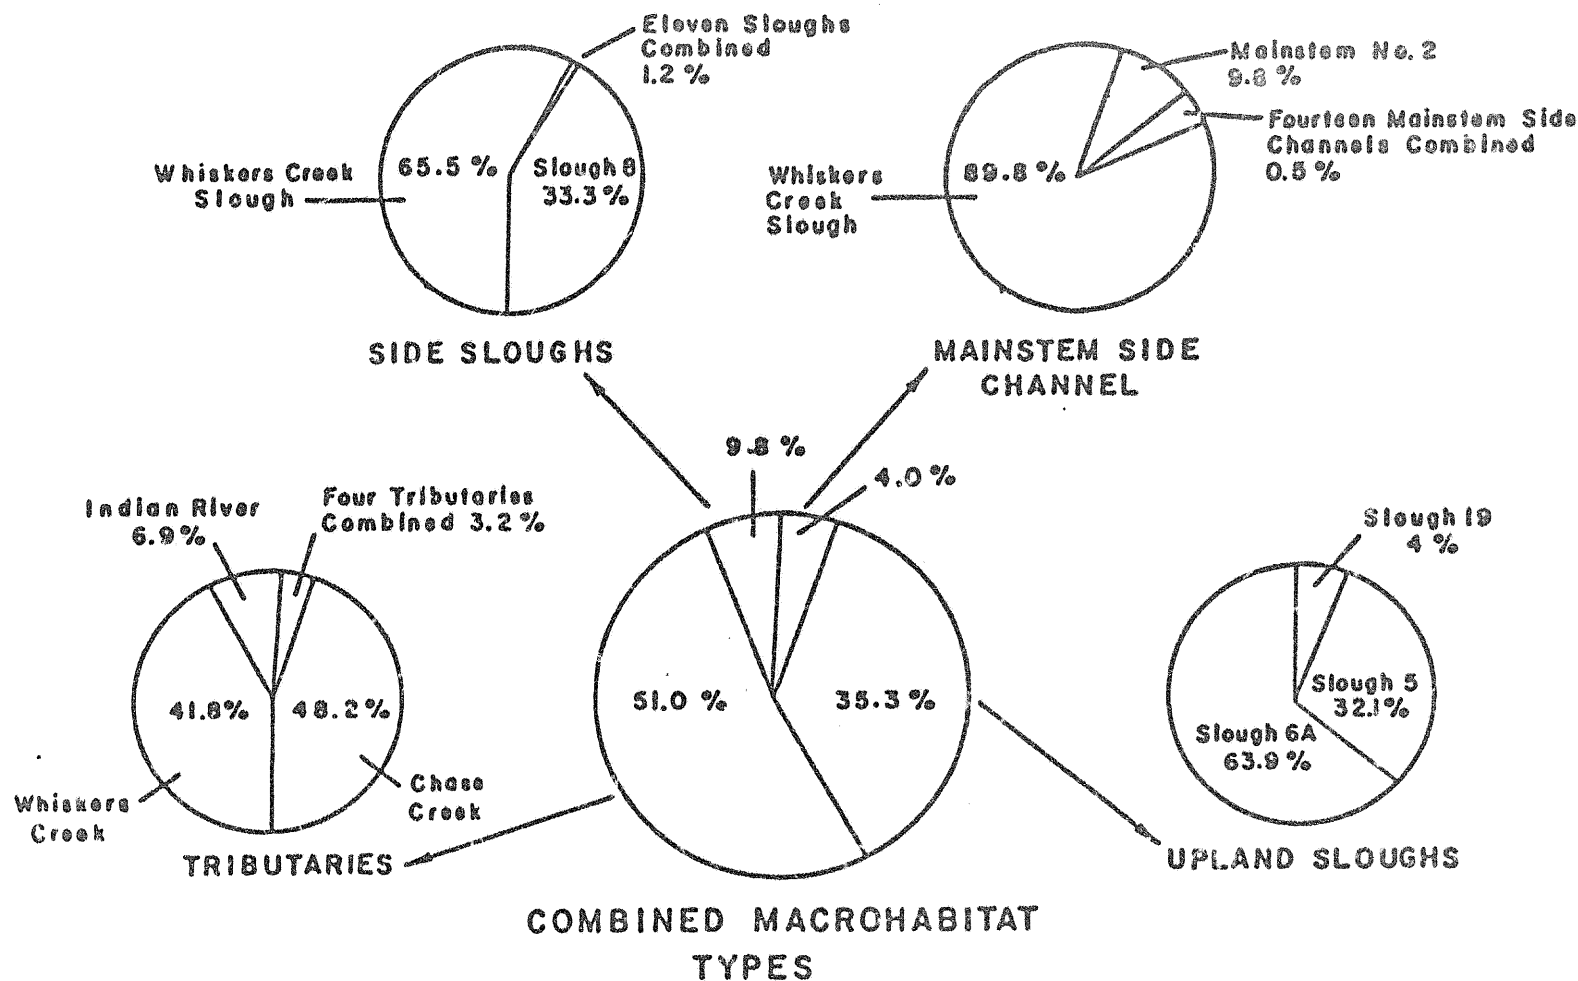 Eleven Sloughs
Combined
1.2 %
Whiskers Creek
Slough
65.5 %
Slough 8
33.3%
SIDE SLOUGHS
Mainstem No. 2
9.8 %
Fourteen Mainstem Side
Channels Combined
0.5 %
Whiskers
Creek
Slough
89.8 %
MAINSTEM SIDE
CHANNEL
9.8 %
4.0 %
51.0 %
35.3 %
COMBINED MACROHABITAT
TYPES
Indian River
6.9 %
Four Tributaries
Combined 3.2 %
41.8%
48.2%
Whiskers
Creek
Chase
Creek
TRIBUTARIES
Slough 19
4 %
Slough 5
32.1%
Slough 6A
63.9 %
UPLAND SLOUGHS